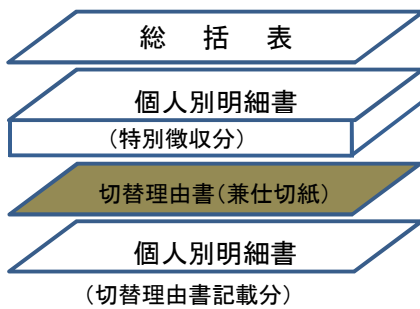 総 括 表
個人別明細書
(特別徴収分)
切替理由書(兼仕切紙)
個人別明細書
(切替理由書記載分)